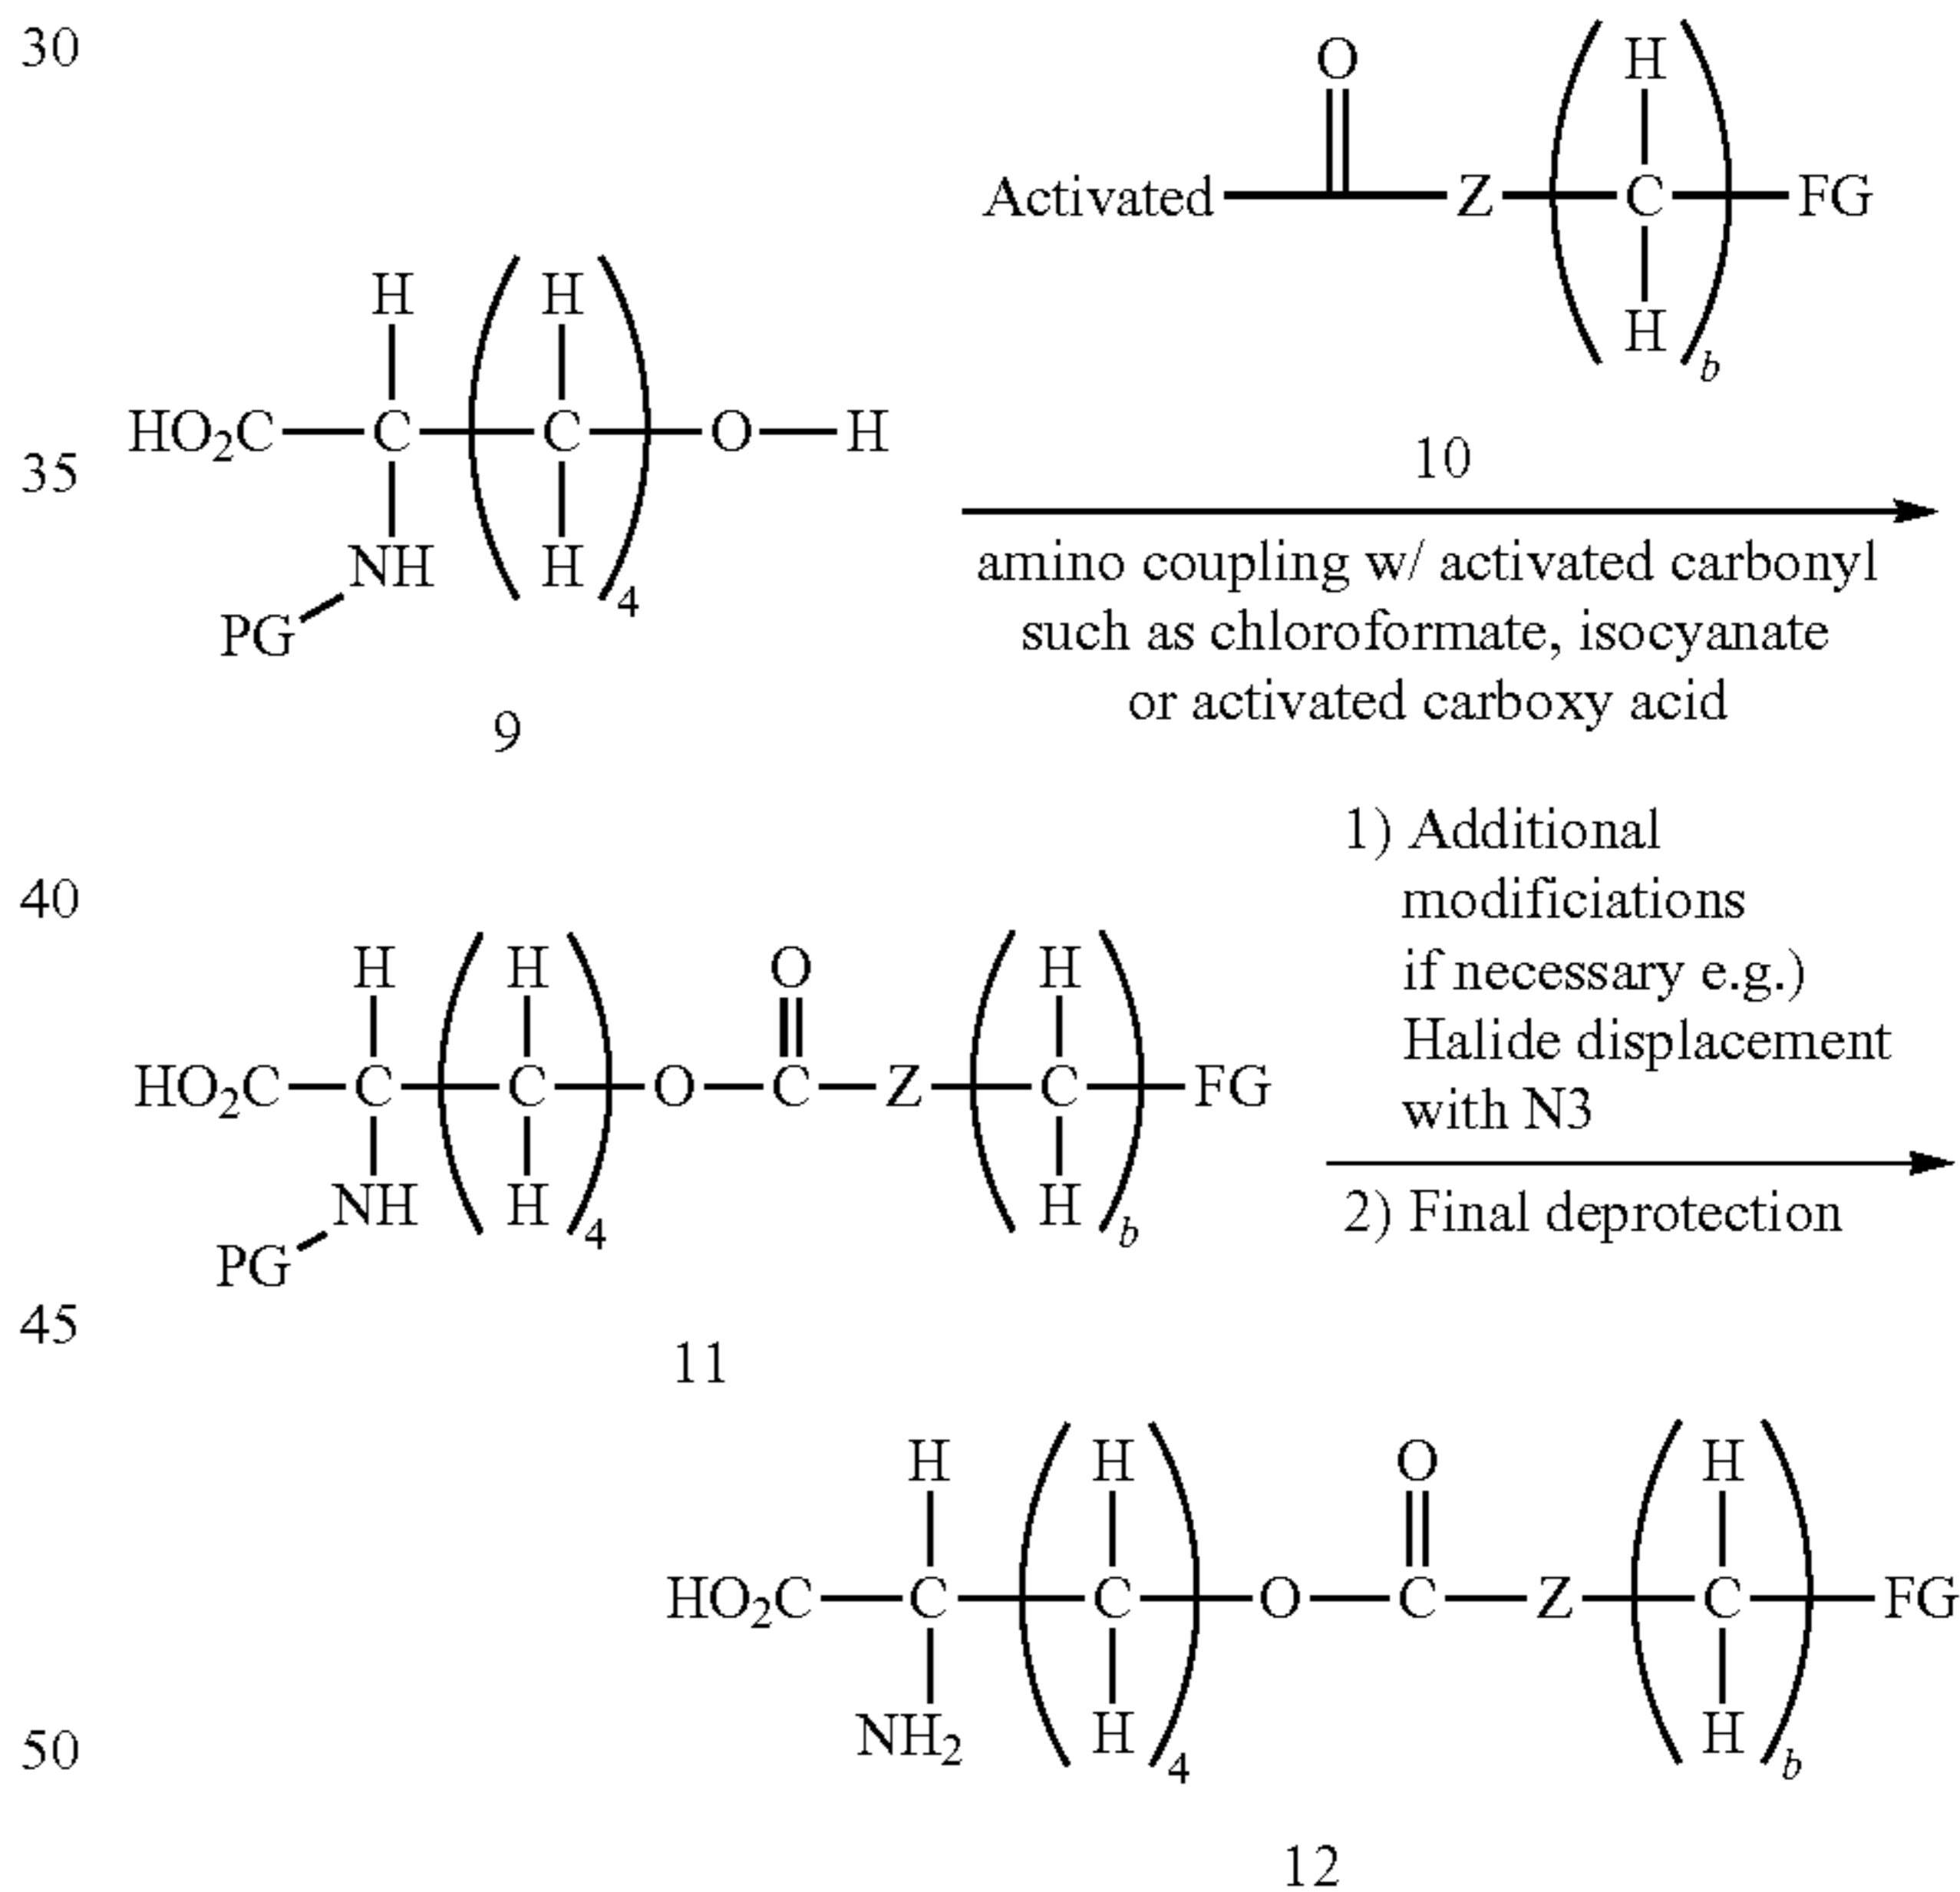 30
O
H
Activated
Z
C
FG
H
b
H
H
HO2C
C
C
O
H
35
NH
H
4
PG
9
10
amino coupling w/ activated carbonyl
such as chloroformate, isocyanate
or activated carboxy acid
40
H
H
O
H
HO2C
C
C
O
C
Z
C
FG
NH
H
H
4
b
PG
45
11
1) Additional
modificiations
if necessary e.g.)
Halide displacement
with N3
2) Final deprotection
H
H
O
H
HO2C
C
C
O
C
Z
C
FG
NH2
H
H
50
4
b
12